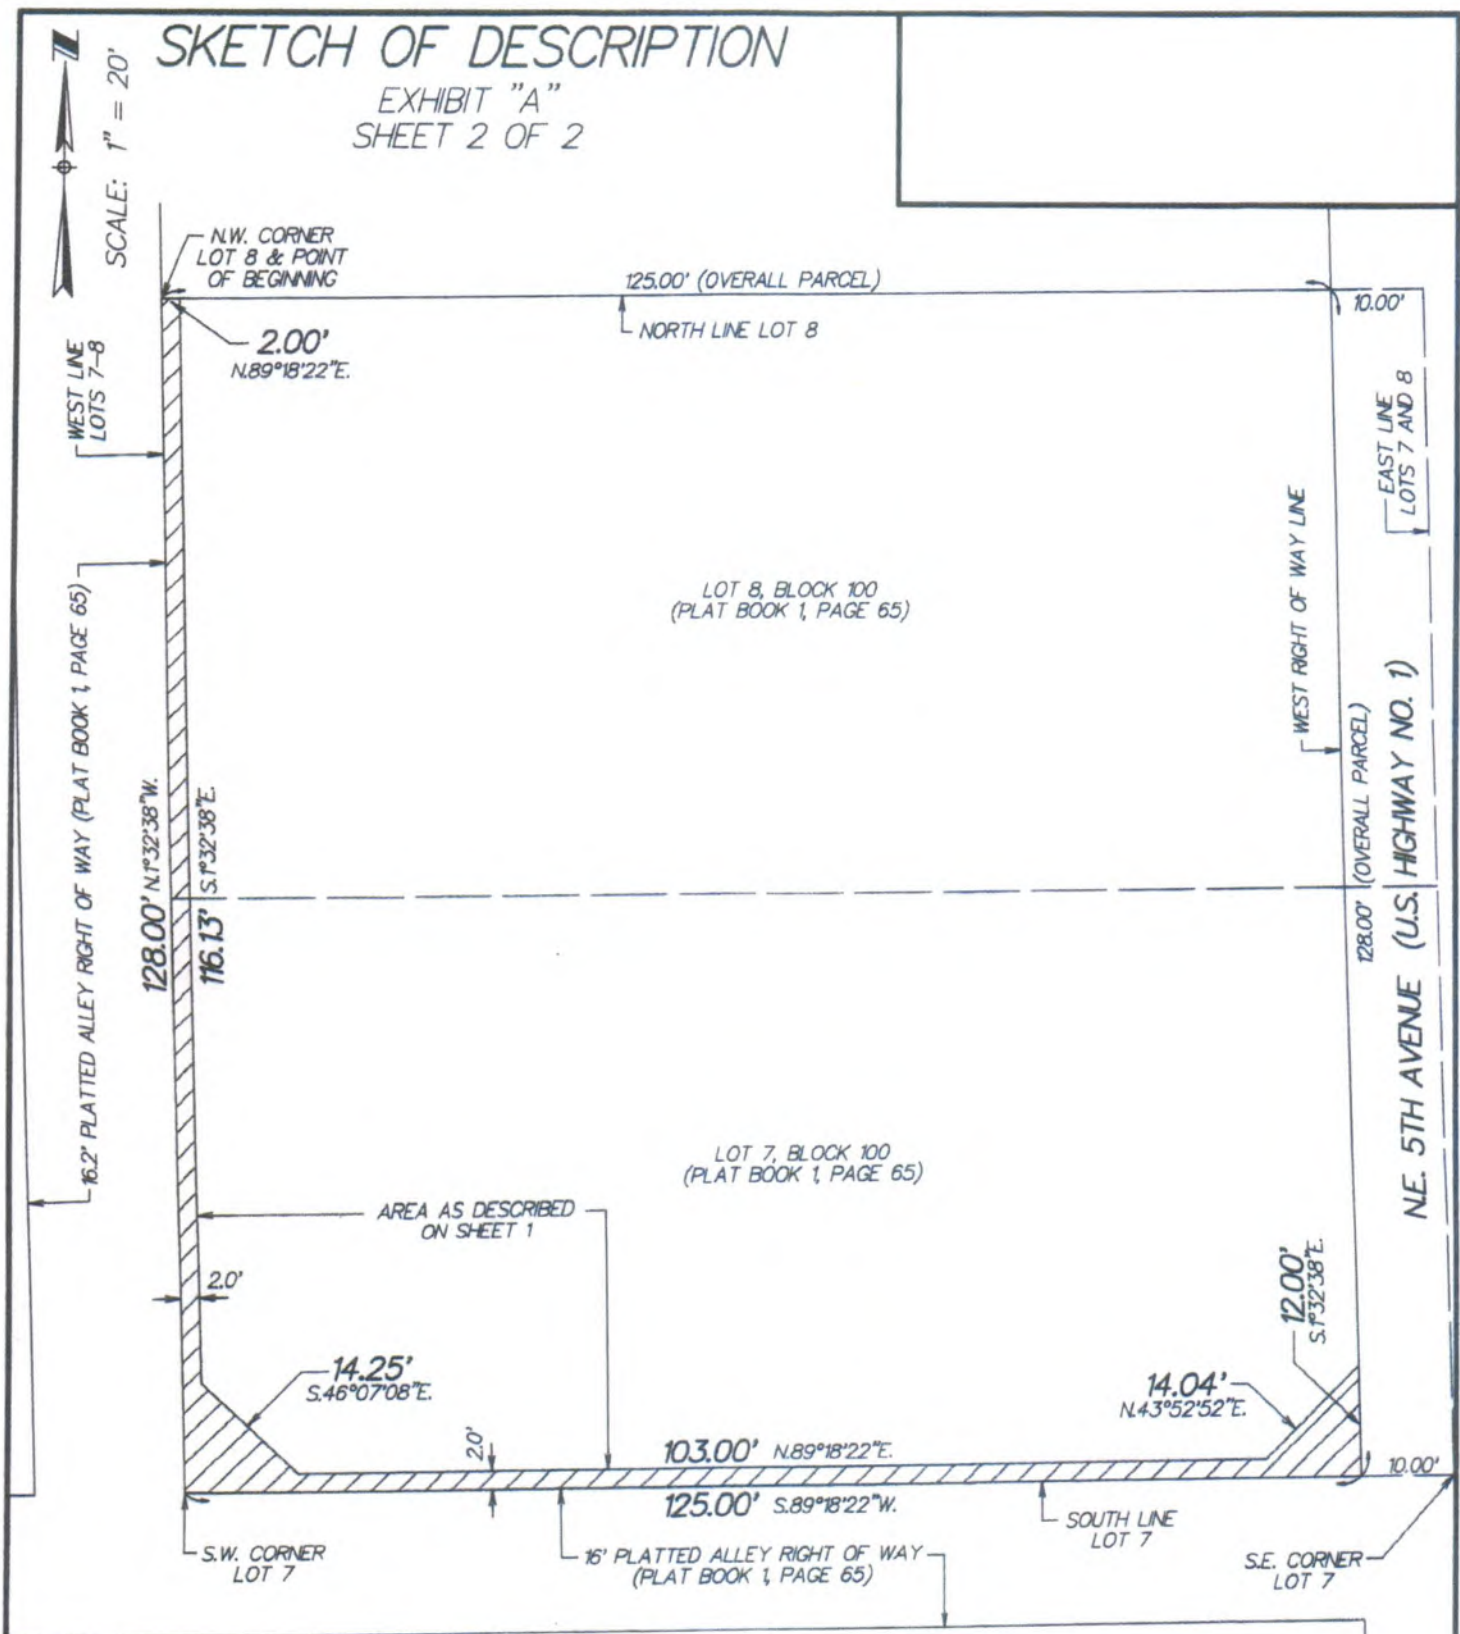 SKETCH OF DESCRIPTION
EXHIBIT "A"
SHEET 2 OF 2
SCALE: 1" = 20'
N.W. CORNER
LOT 8 & POINT
OF BEGINNING
125.00' (OVERALL PARCEL)
10.00'
NORTH LINE LOT 8
2.00'
N.89°18'22"E.
WEST LINE
LOTS 7-8
EAST LINE
LOTS 7 AND 8
WEST RIGHT OF WAY LINE
LOT 8, BLOCK 100
(PLAT BOOK 1, PAGE 65)
16.2' PLATTED ALLEY RIGHT OF WAY (PLAT BOOK 1, PAGE 65)
128.00' N.1°32'38"W.
116.13' S.1°32'38"E.
128.00' (OVERALL PARCEL)
N.E. 5TH AVENUE (U.S. HIGHWAY NO. 1)
LOT 7, BLOCK 100
(PLAT BOOK 1, PAGE 65)
AREA AS DESCRIBED
ON SHEET 1
2.0'
12.00'
S.1°32'38"E.
14.25'
S.46°07'08"E.
14.04'
N.43°52'52"E.
2.0'
103.00' N.89°18'22"E.
10.00'
125.00' S.89°18'22"W.
SOUTH LINE
LOT 7
S.W. CORNER
LOT 7
16' PLATTED ALLEY RIGHT OF WAY
(PLAT BOOK 1, PAGE 65)
S.E. CORNER
LOT 7